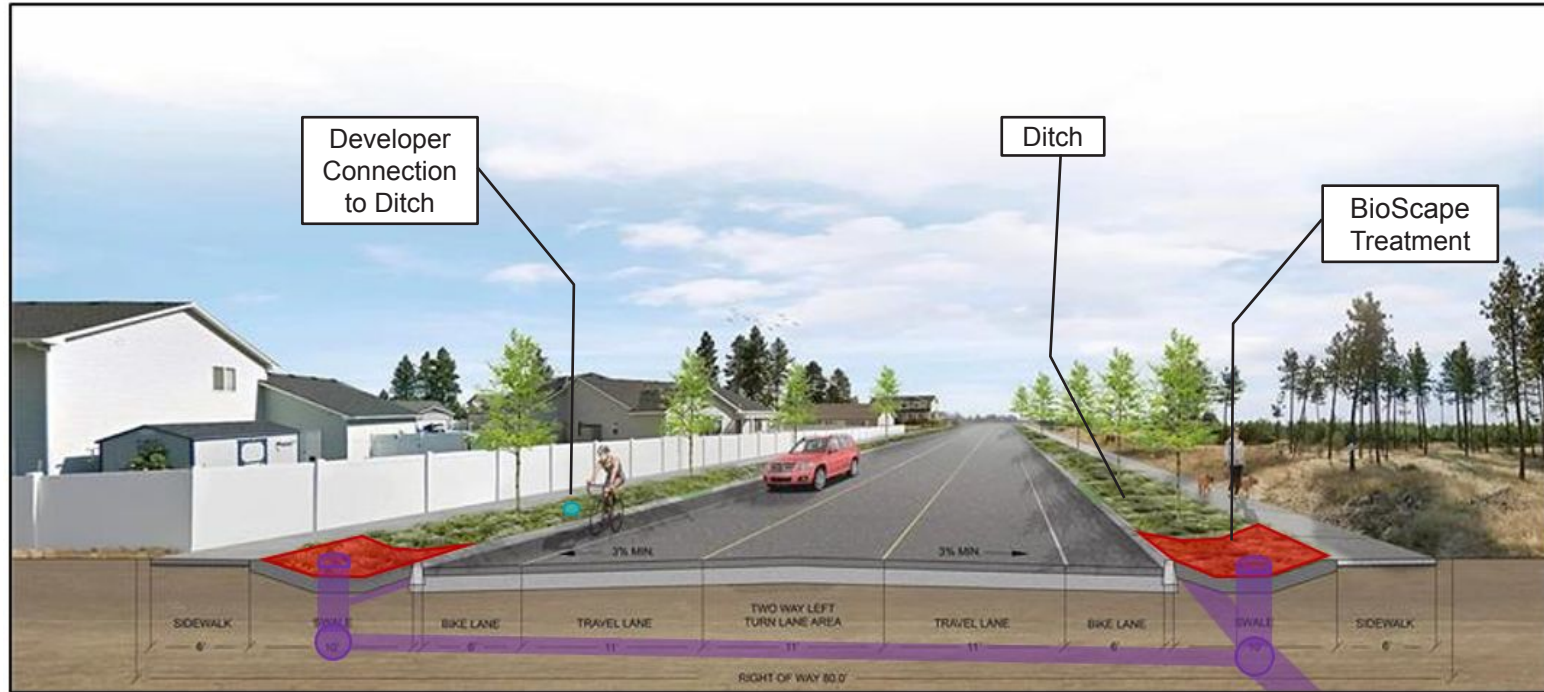 Developer
Connection
to Ditch
Ditch
BioScape
Treatment
3% MIN.
3% MIN.
SIDEWALK
SWALE
BIKE LANE
TRAVEL LANE
TWO WAY LEFT
TURN LANE AREA
TRAVEL LANE
BIKE LANE
SWALE
SIDEWALK
6'
10'
6'
11'
11'
11'
6'
10'
6'
RIGHT OF WAY 80.0'